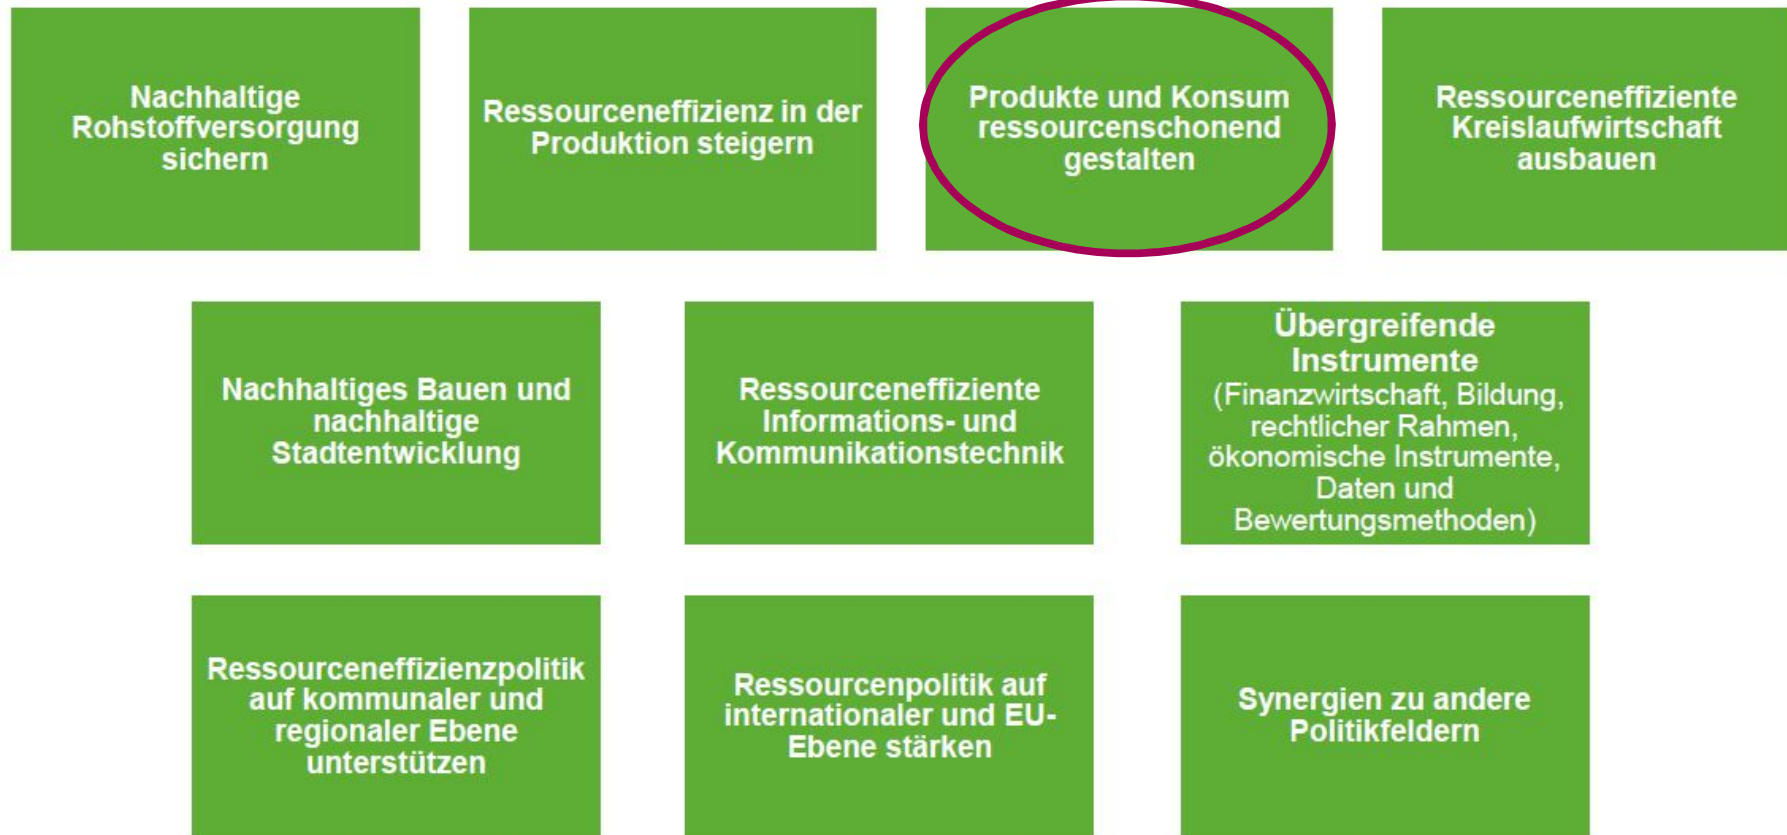 Nachhaltige
Rohstoffversorgung
sichern
Ressourceneffizienz in der
Produktion steigern
Produkte und Konsum
ressourcenschonend
gestalten
Ressourceneffiziente
Kreislaufwirtschaft
ausbauen
Nachhaltiges Bauen und
nachhaltige
Stadtentwicklung
Ressourceneffiziente
Informations- und
Kommunikationstechnik
Übergreifende
Instrumente
(Finanzwirtschaft, Bildung,
rechtlicher Rahmen,
ökonomische Instrumente,
Daten und
Bewertungsmethoden)
Ressourceneffizienzpolitik
auf kommunaler und
regionaler Ebene
unterstützen
Ressourcenpolitik auf
internationaler und EU-
Ebene stärken
Synergien zu andere
Politikfeldern